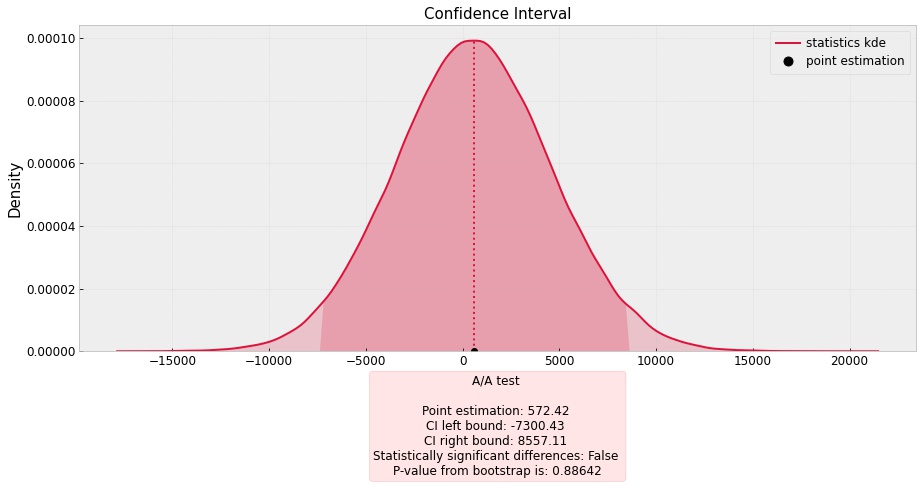 Confidence Interval
statistics kde
point estimation
Density
0.00010
0.00008
0.00006
0.00004
0.00002
0.00000
−15000 −10000 −5000 0 5000 10000 15000 20000
A/A test
Point estimation: 572.42
CI left bound: -7300.43
CI right bound: 8557.11
Statistically significant differences: False
P-value from bootstrap is: 0.88642